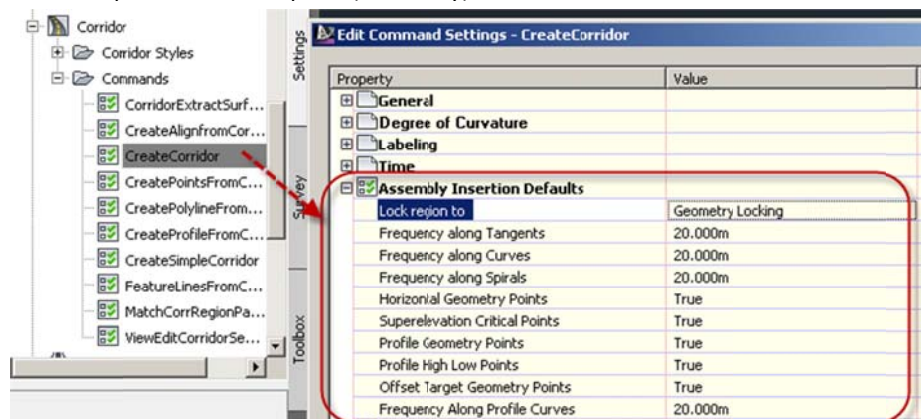 Corridor
Corridor Styles
Commands
CorridorExtractSurf...
CreateAlignfromCor...
CreateCorridor
CreatePointsFromC...
CreatePolylineFrom...
CreateProfileFromC...
CreateSimpleCorridor
FeatureLinesFromC...
MatchCorrRegionPa...
ViewEditCorridorSe...
Settings
Survey
Toolbox
Edit Command Settings - CreateCorridor
Property Value
General
Degree of Curvature
Labeling
Time
Assembly Insertion Defaults
Lock region to Geometry Locking
Frequency along Tangents 20.000m
Frequency along Curves 20.000m
Frequency along Spirals 20.000m
Horizontal Geometry Points True
Superelevation Critical Points True
Profile Geometry Points True
Profile High Low Points True
Offset Target Geometry Points True
Frequency Along Profile Curves 20.000m